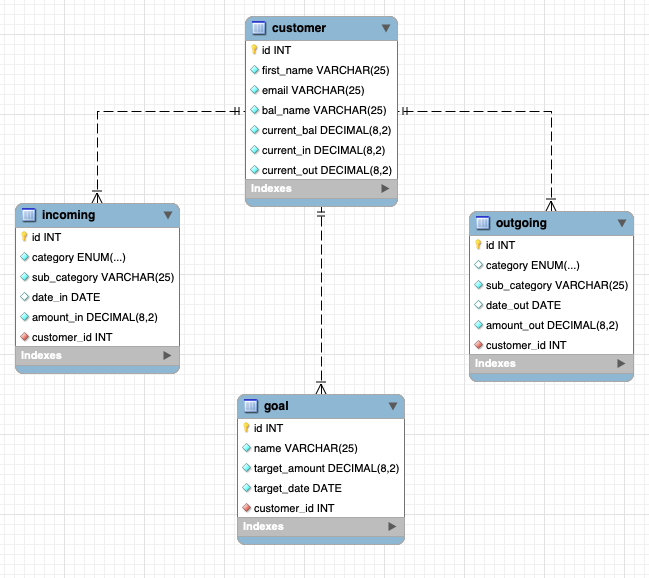 customer
id INT
first_name VARCHAR(25)
email VARCHAR(25)
bal_name VARCHAR(25)
current_bal DECIMAL(8,2)
current_in DECIMAL(8,2)
current_out DECIMAL(8,2)
Indexes
incoming
id INT
category ENUM(...)
sub_category VARCHAR(25)
date_in DATE
amount_in DECIMAL(8,2)
customer_id INT
Indexes
outgoing
id INT
category ENUM(...)
sub_category VARCHAR(25)
date_out DATE
amount_out DECIMAL(8,2)
customer_id INT
Indexes
goal
id INT
name VARCHAR(25)
target_amount DECIMAL(8,2)
target_date DATE
customer_id INT
Indexes